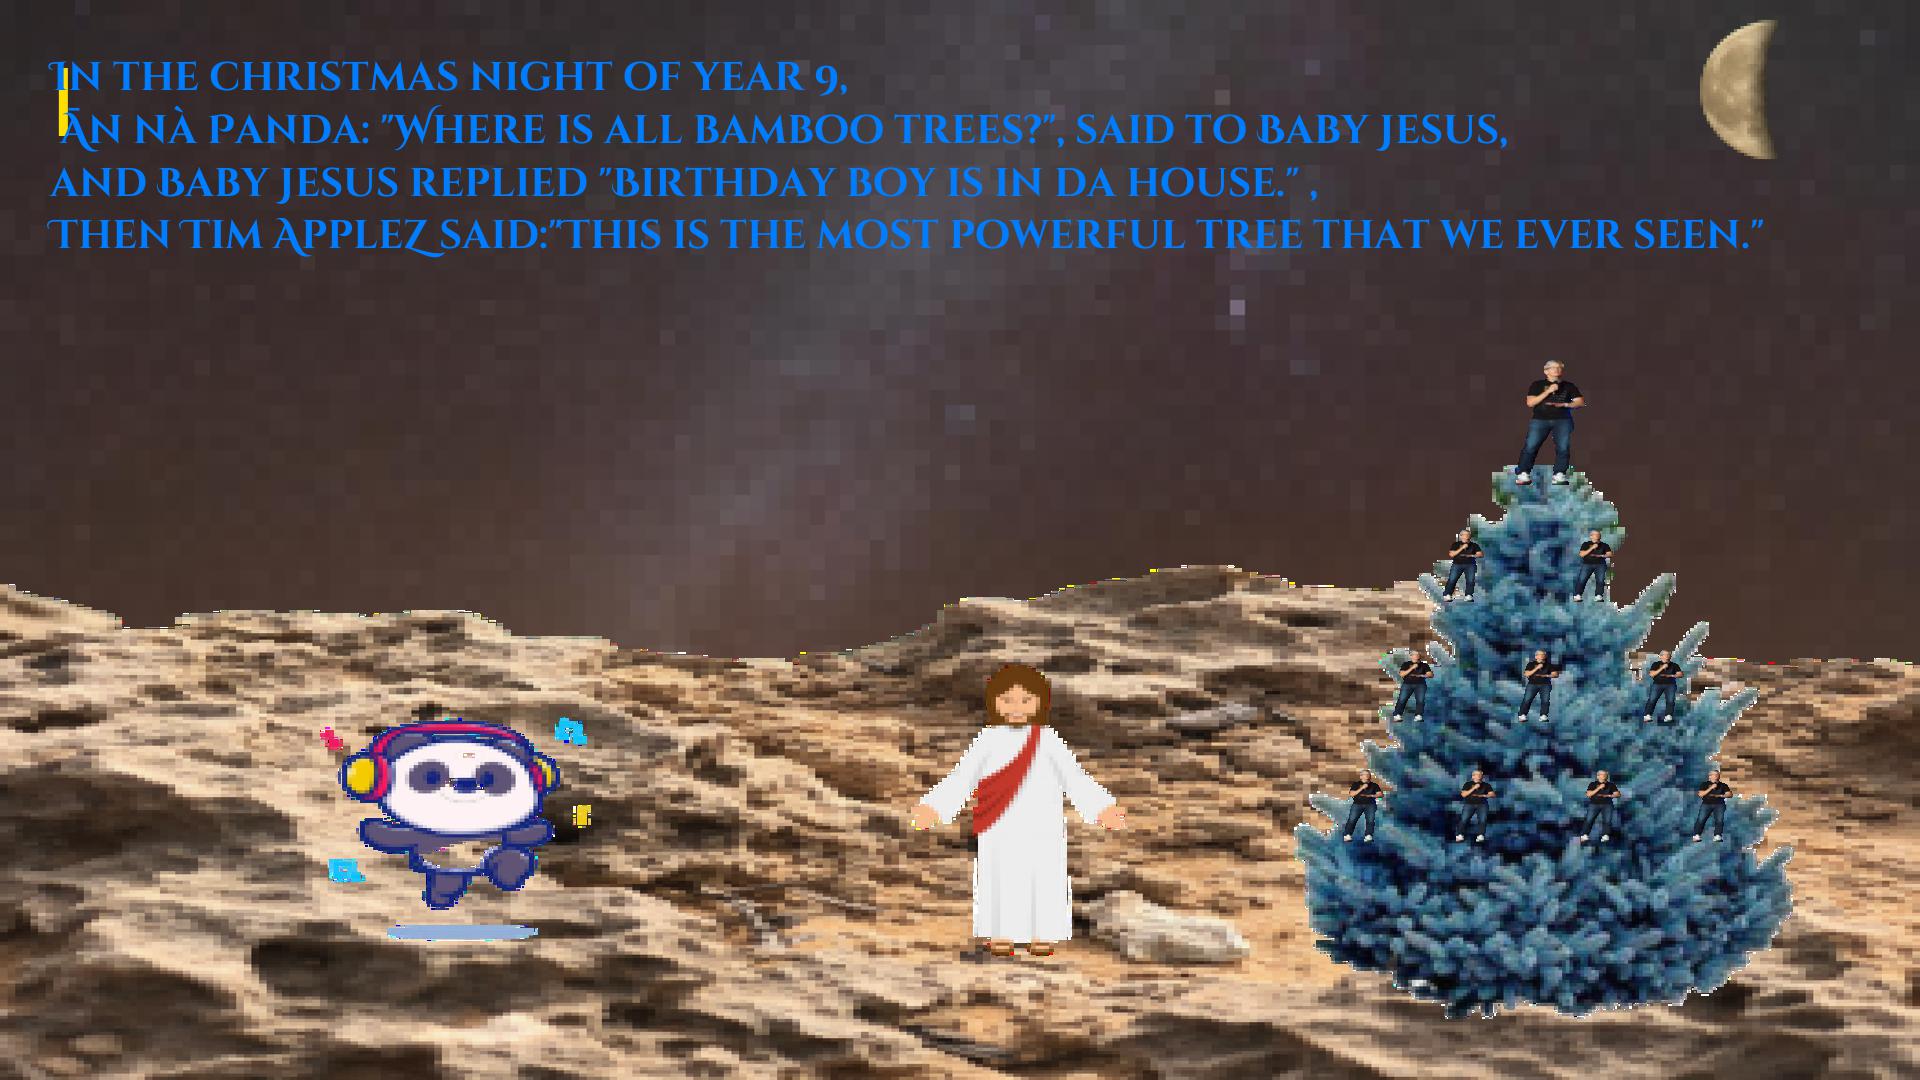 In the Christmas night of year 9,
Ān nà Panda: "Where is all bamboo trees?", said to Baby Jesus,
and Baby Jesus replied "Birthday boy is in da house." ,
Then Tim AppleZ said:"This is the most powerful tree that we ever seen."